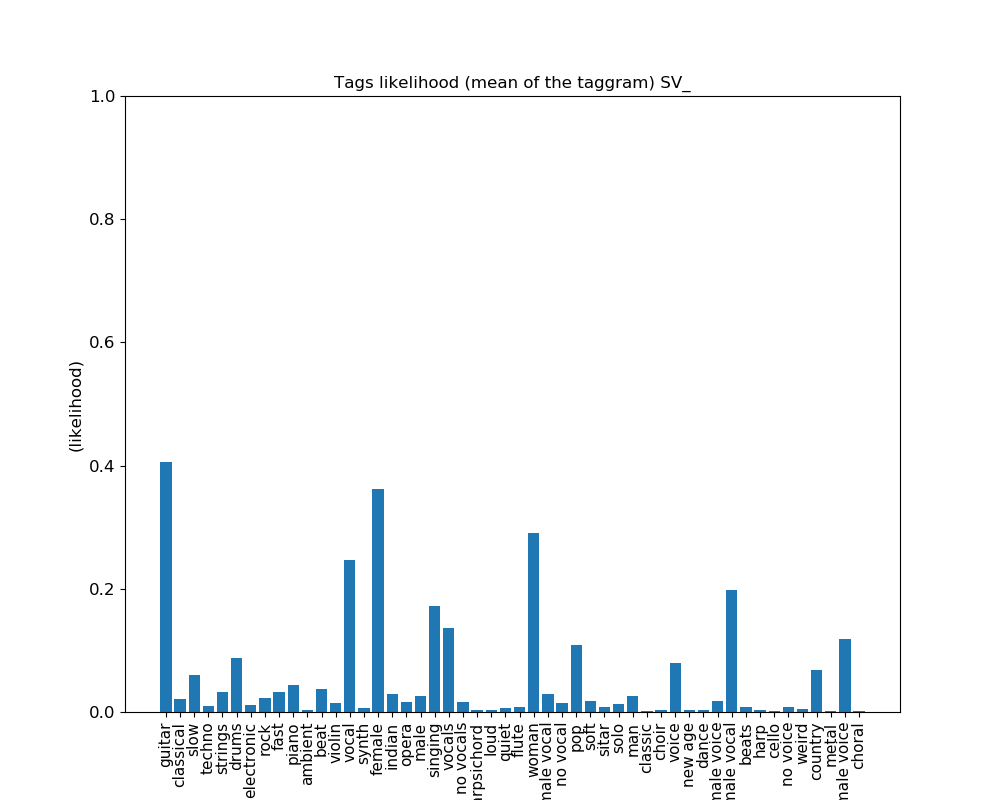 Tags likelihood (mean of the taggram) SV_
1.0
0.8
0.6
0.4
0.2
0.0
(likelihood)
guitar
classical
slow
techno
strings
drums
electronic
rock
fast
piano
ambient
beat
violin
vocal
synth
female
indian
opera
male
singing
vocals
no vocals
arpsichord
loud
quiet
flute
woman
male vocal
no vocal
pop
soft
sitar
solo
man
classic
choir
voice
new age
dance
male voice
male vocal
beats
harp
cello
no voice
weird
country
metal
male voice
choral